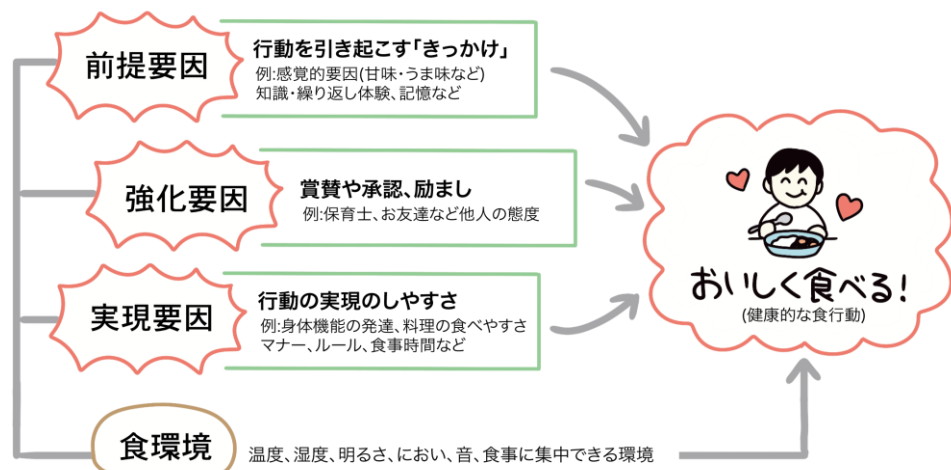 前提要因
行動を引き起こす「きっかけ」
例:感覚的要因(甘味・うま味など)
知識・繰り返し体験、記憶など
強化要因
賞賛や承認、励まし
例:保育士、お友達など他人の態度
実現要因
行動の実現のしやすさ
例:身体機能の発達、料理の食べやすさ
マナー、ルール、食事時間など
おいしく食べる!
(健康的な食行動)
食環境
温度、湿度、明るさ、におい、音、食事に集中できる環境